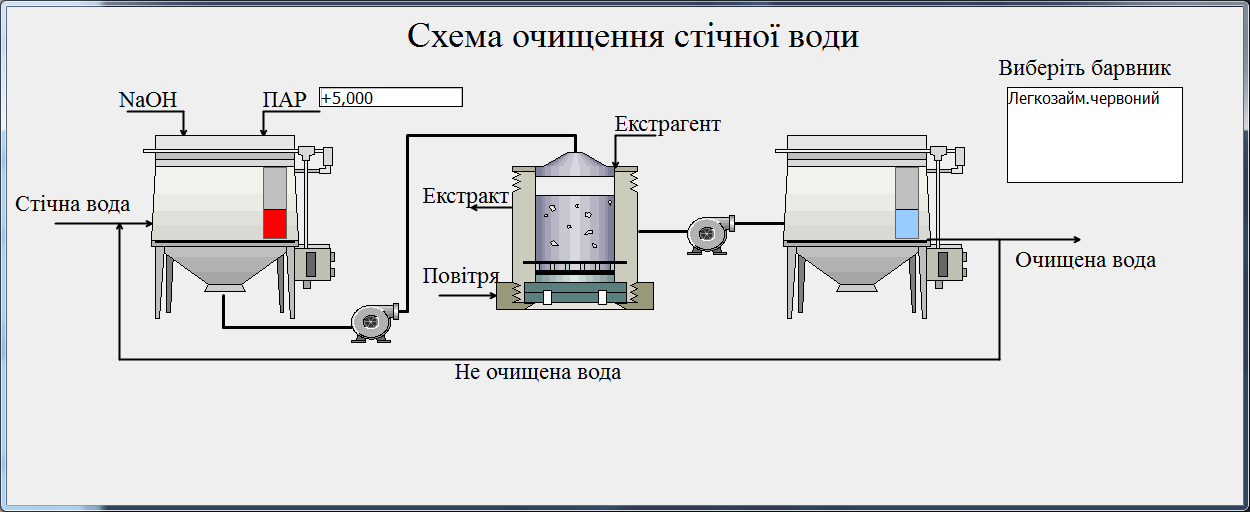 Схема очищення стічної води
Виберіть барвник
NaOH
ПАР
+5,000
Легкозайм.червоний
Екстрагент
Екстракт
Стічна вода
Повітря
Очищена вода
Не очищена вода